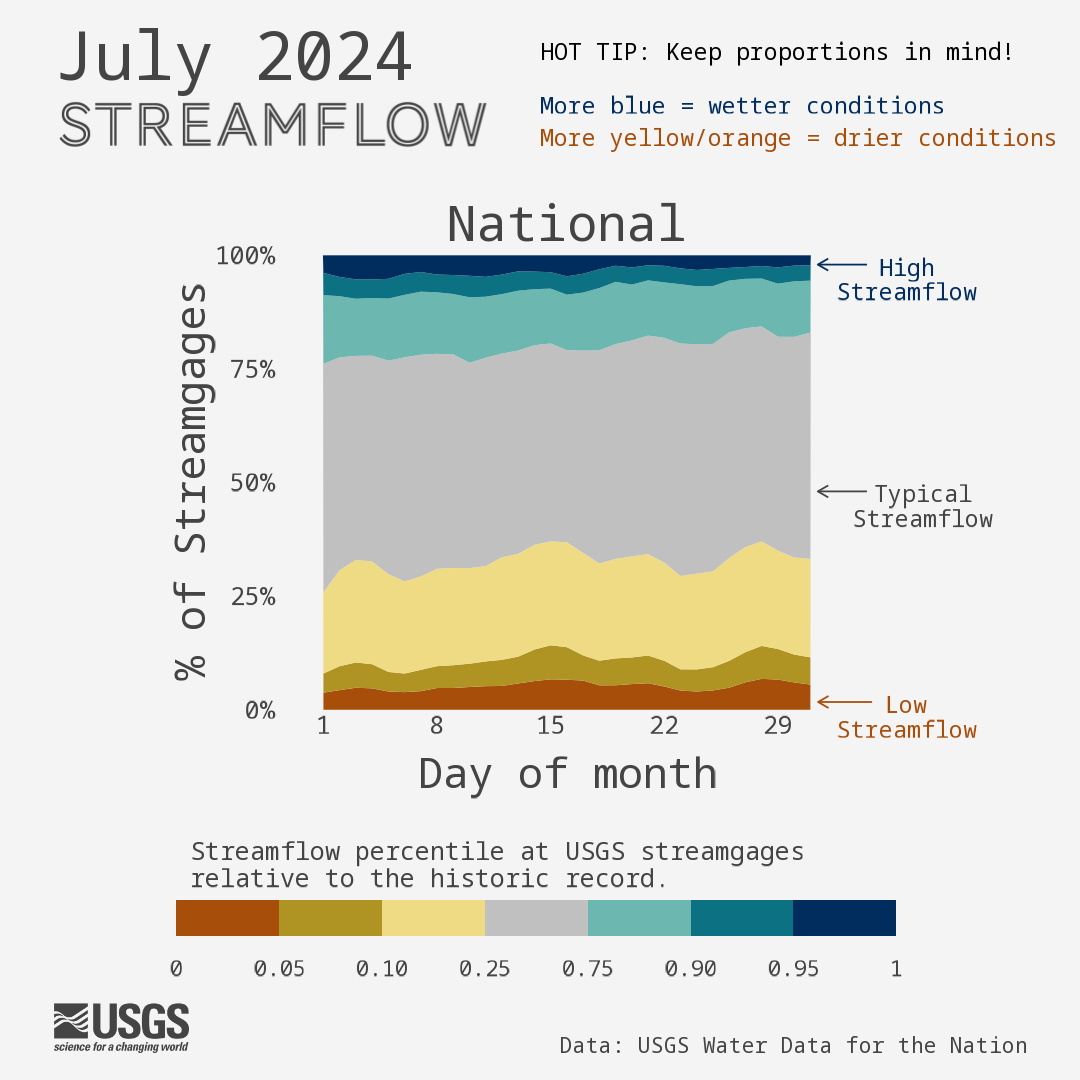 July 2024
STREAMFLOW
HOT TIP: Keep proportions in mind!
More blue = wetter conditions
More yellow/orange = drier conditions
National
% of Streamgages
100%
75%
50%
25%
0%
High
Streamflow
Typical
Streamflow
Low
Streamflow
1 8 15 22 29
Day of month
Streamflow percentile at USGS streamgages
relative to the historic record.
0 0.05 0.10 0.25 0.75 0.90 0.95 1
USGS
science for a changing world
Data: USGS Water Data for the Nation